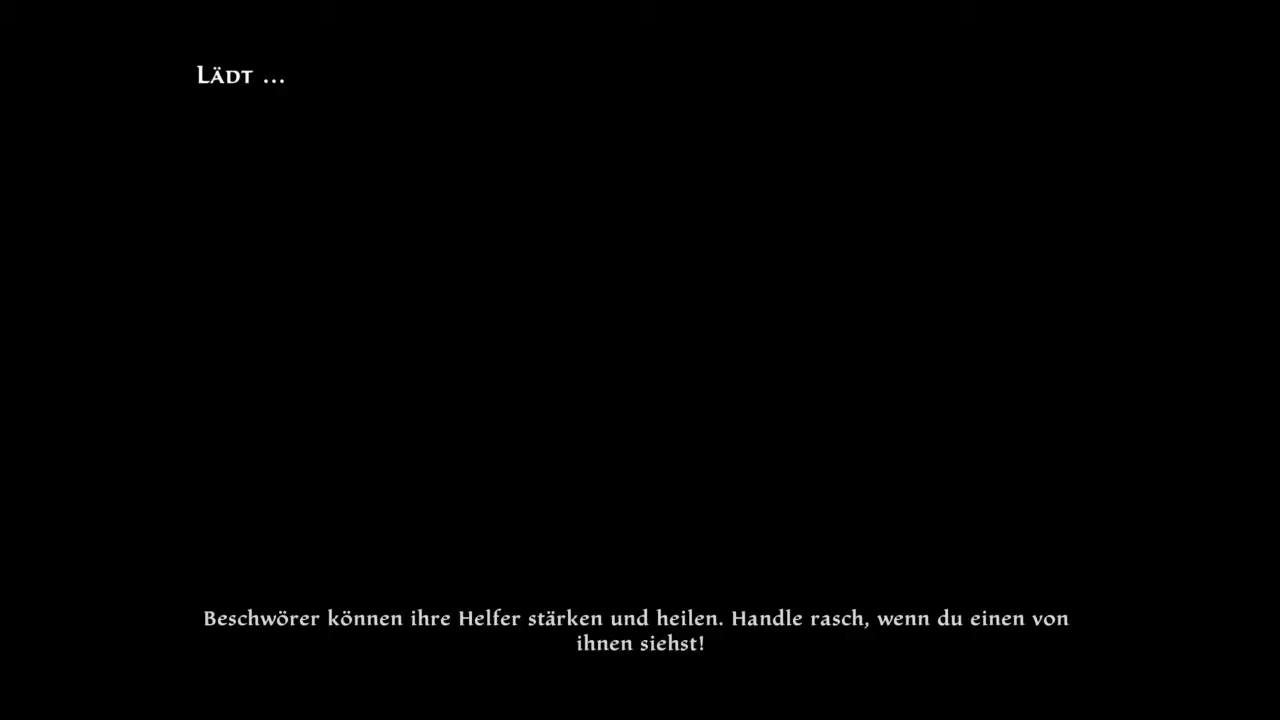 Lädt ...
Beschwörer können ihre Helfer stärken und heilen. Handle rasch, wenn du einen von
ihnen siehst!